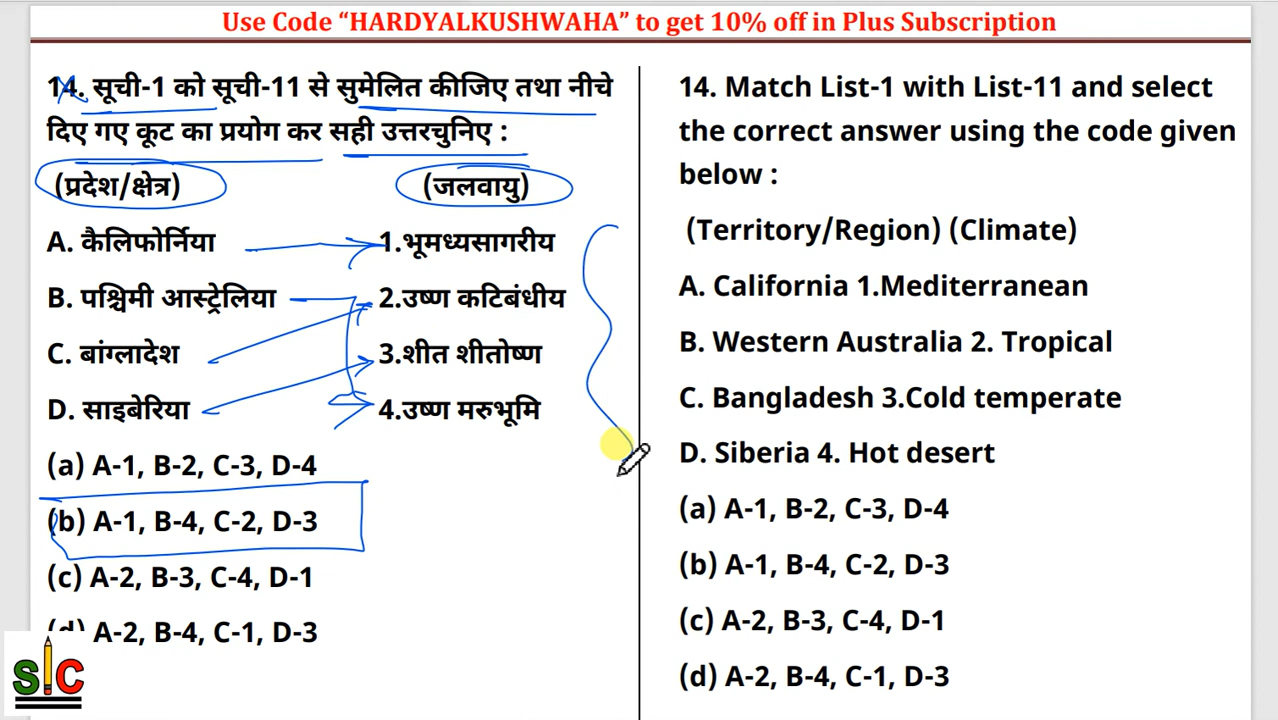 Use Code “HARDYALKUSHWAHA” to get 10% off in Plus Subscription
14. सूची-1 को सूची-11 से सुमेलित कीजिए तथा नीचे
दिए गए कूट का प्रयोग कर सही उत्तरचुनिए :
(प्रदेश/क्षेत्र) (जलवायु)
A. कैलिफोर्निया 1.भूमध्यसागरीय
B. पश्चिमी आस्ट्रेलिया 2.उष्ण कटिबंधीय
C. बांग्लादेश 3.शीत शीतोष्ण
D. साइबेरिया 4.उष्ण मरुभूमि
(a) A-1, B-2, C-3, D-4
(b) A-1, B-4, C-2, D-3
(c) A-2, B-3, C-4, D-1
(d) A-2, B-4, C-1, D-3
SC
14. Match List-1 with List-11 and select
the correct answer using the code given
below :
(Territory/Region) (Climate)
A. California 1.Mediterranean
B. Western Australia 2. Tropical
C. Bangladesh 3.Cold temperate
D. Siberia 4. Hot desert
(a) A-1, B-2, C-3, D-4
(b) A-1, B-4, C-2, D-3
(c) A-2, B-3, C-4, D-1
(d) A-2, B-4, C-1, D-3